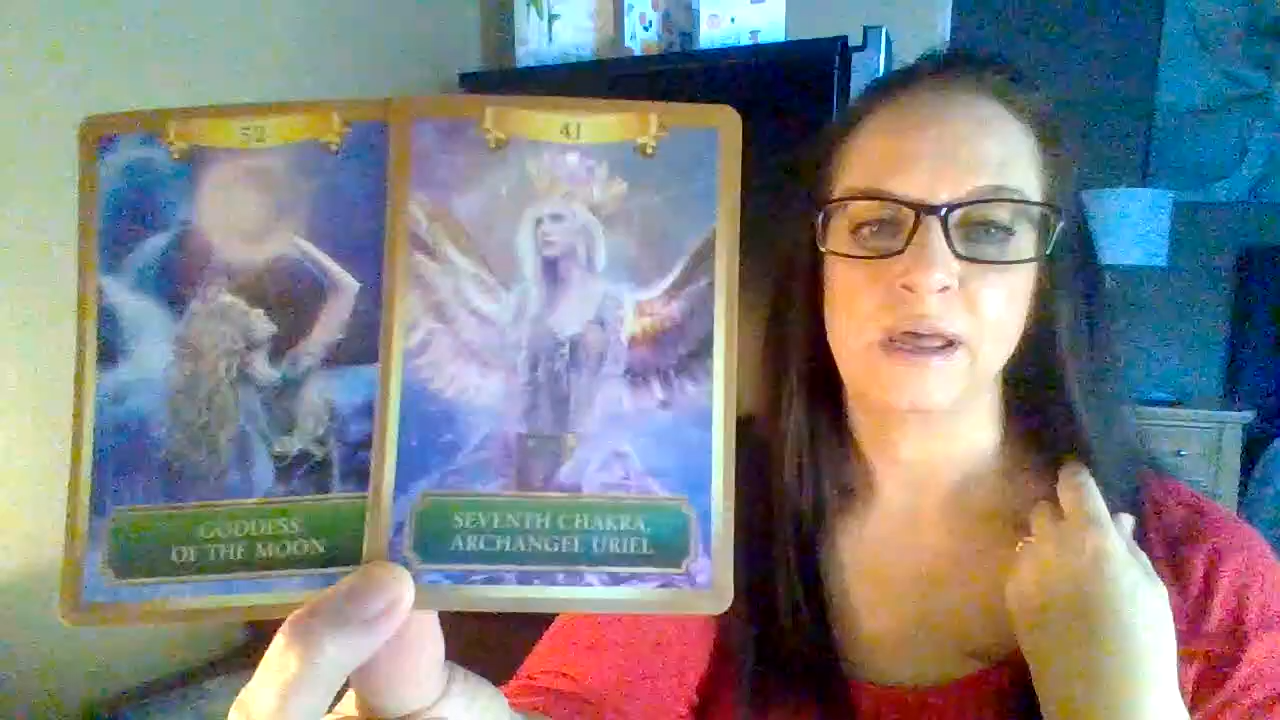 52
41
GODDESS
OF THE MOON
SEVENTH CHAKRA,
ARCHANGEL URIEL